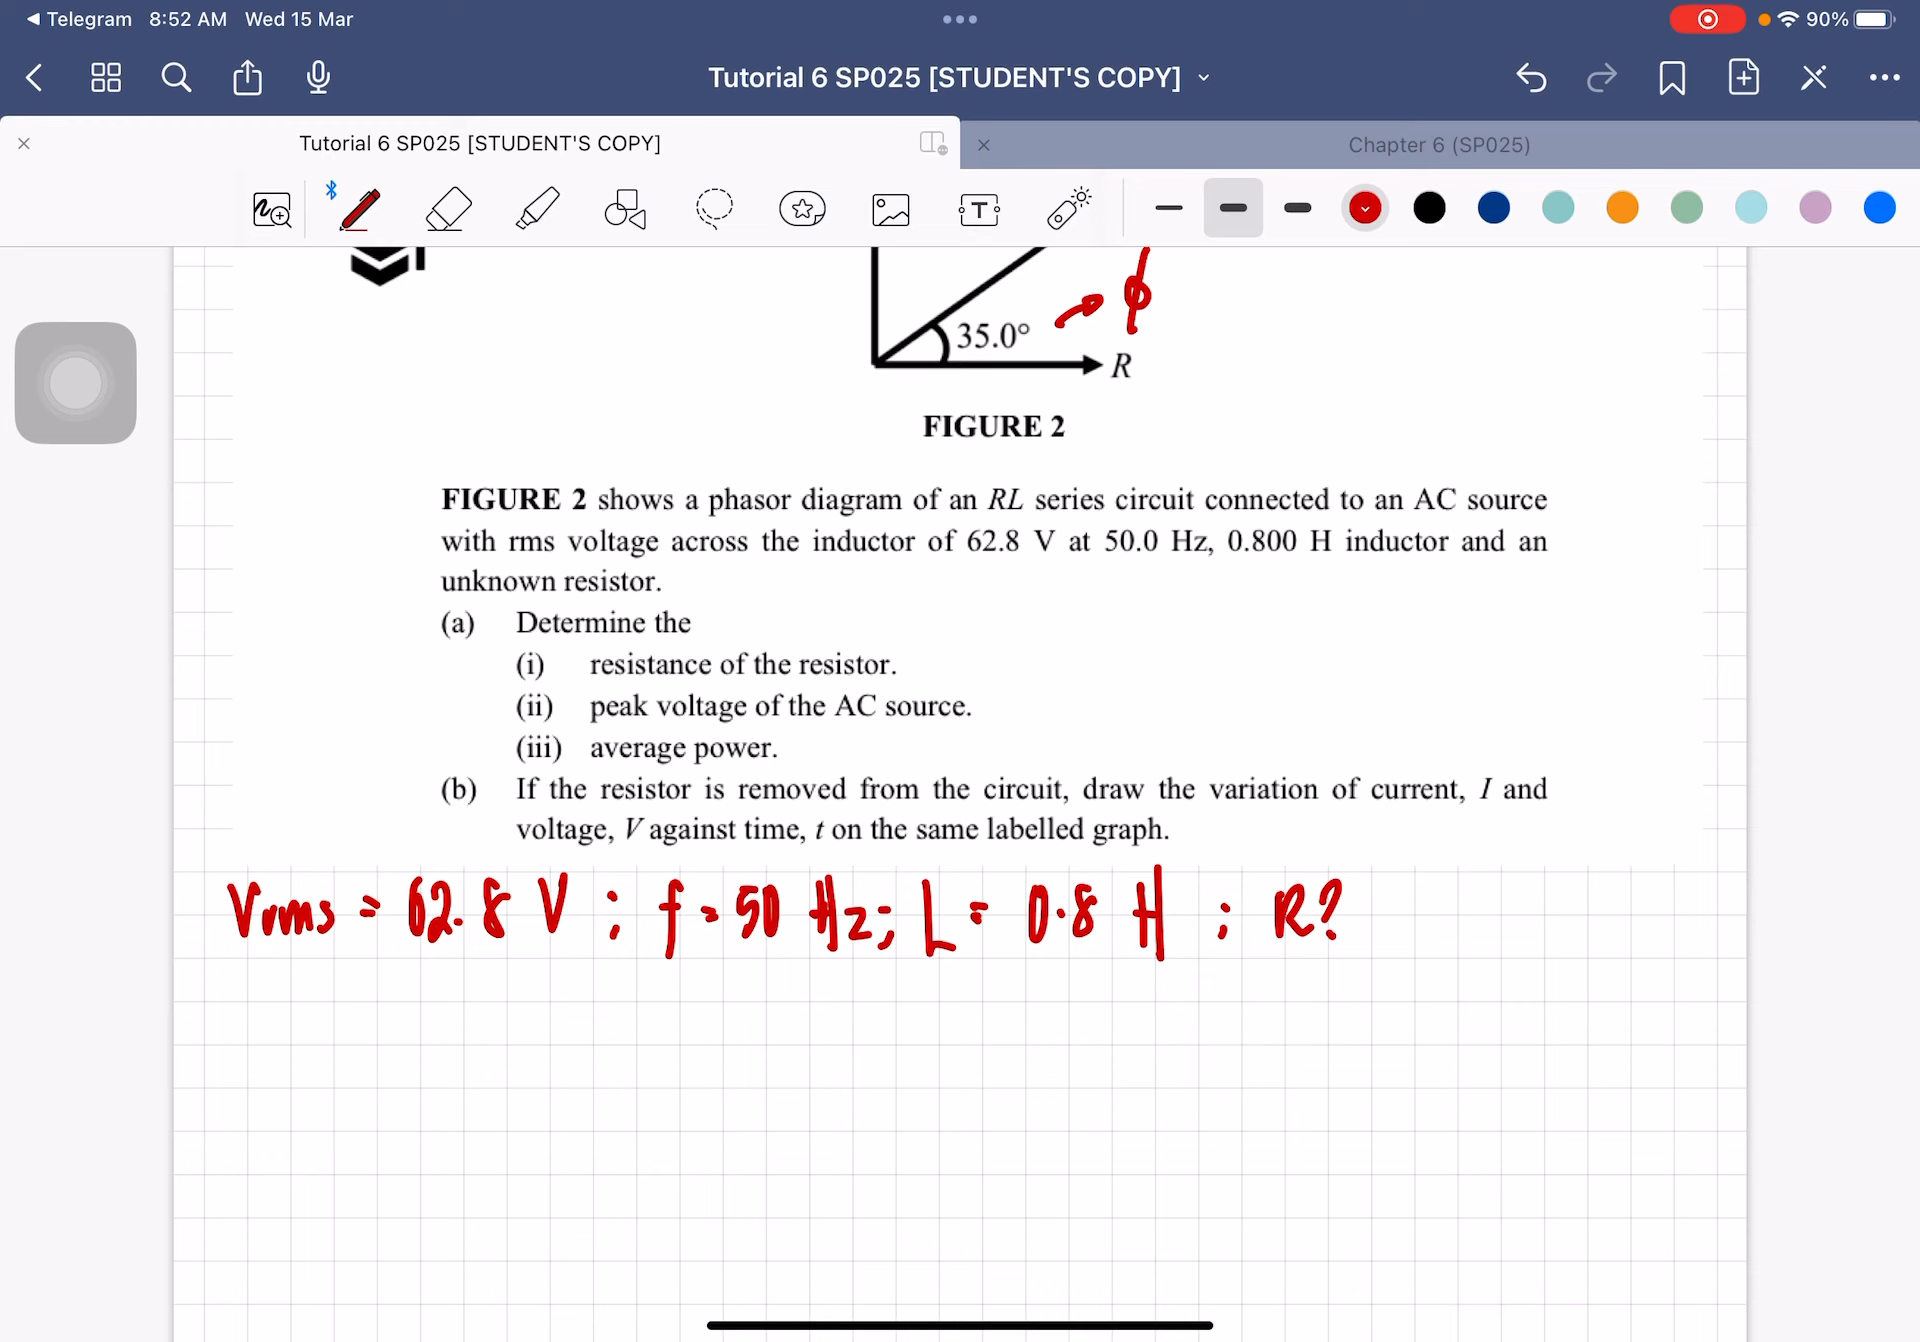 Telegram 8:52 AM Wed 15 Mar 90%
Tutorial 6 SP025 [STUDENT'S COPY]
Tutorial 6 SP025 [STUDENT'S COPY] Chapter 6 (SP025)
T
ϕ
35.0°
R
FIGURE 2
FIGURE 2 shows a phasor diagram of an RL series circuit connected to an AC source
with rms voltage across the inductor of 62.8 V at 50.0 Hz, 0.800 H inductor and an
unknown resistor.
(a) Determine the
(i) resistance of the resistor.
(ii) peak voltage of the AC source.
(iii) average power.
(b) If the resistor is removed from the circuit, draw the variation of current, I and
voltage, V against time, t on the same labelled graph.
Vrms = 62.8 V ; f = 50 Hz; L = 0.8 H ; R?